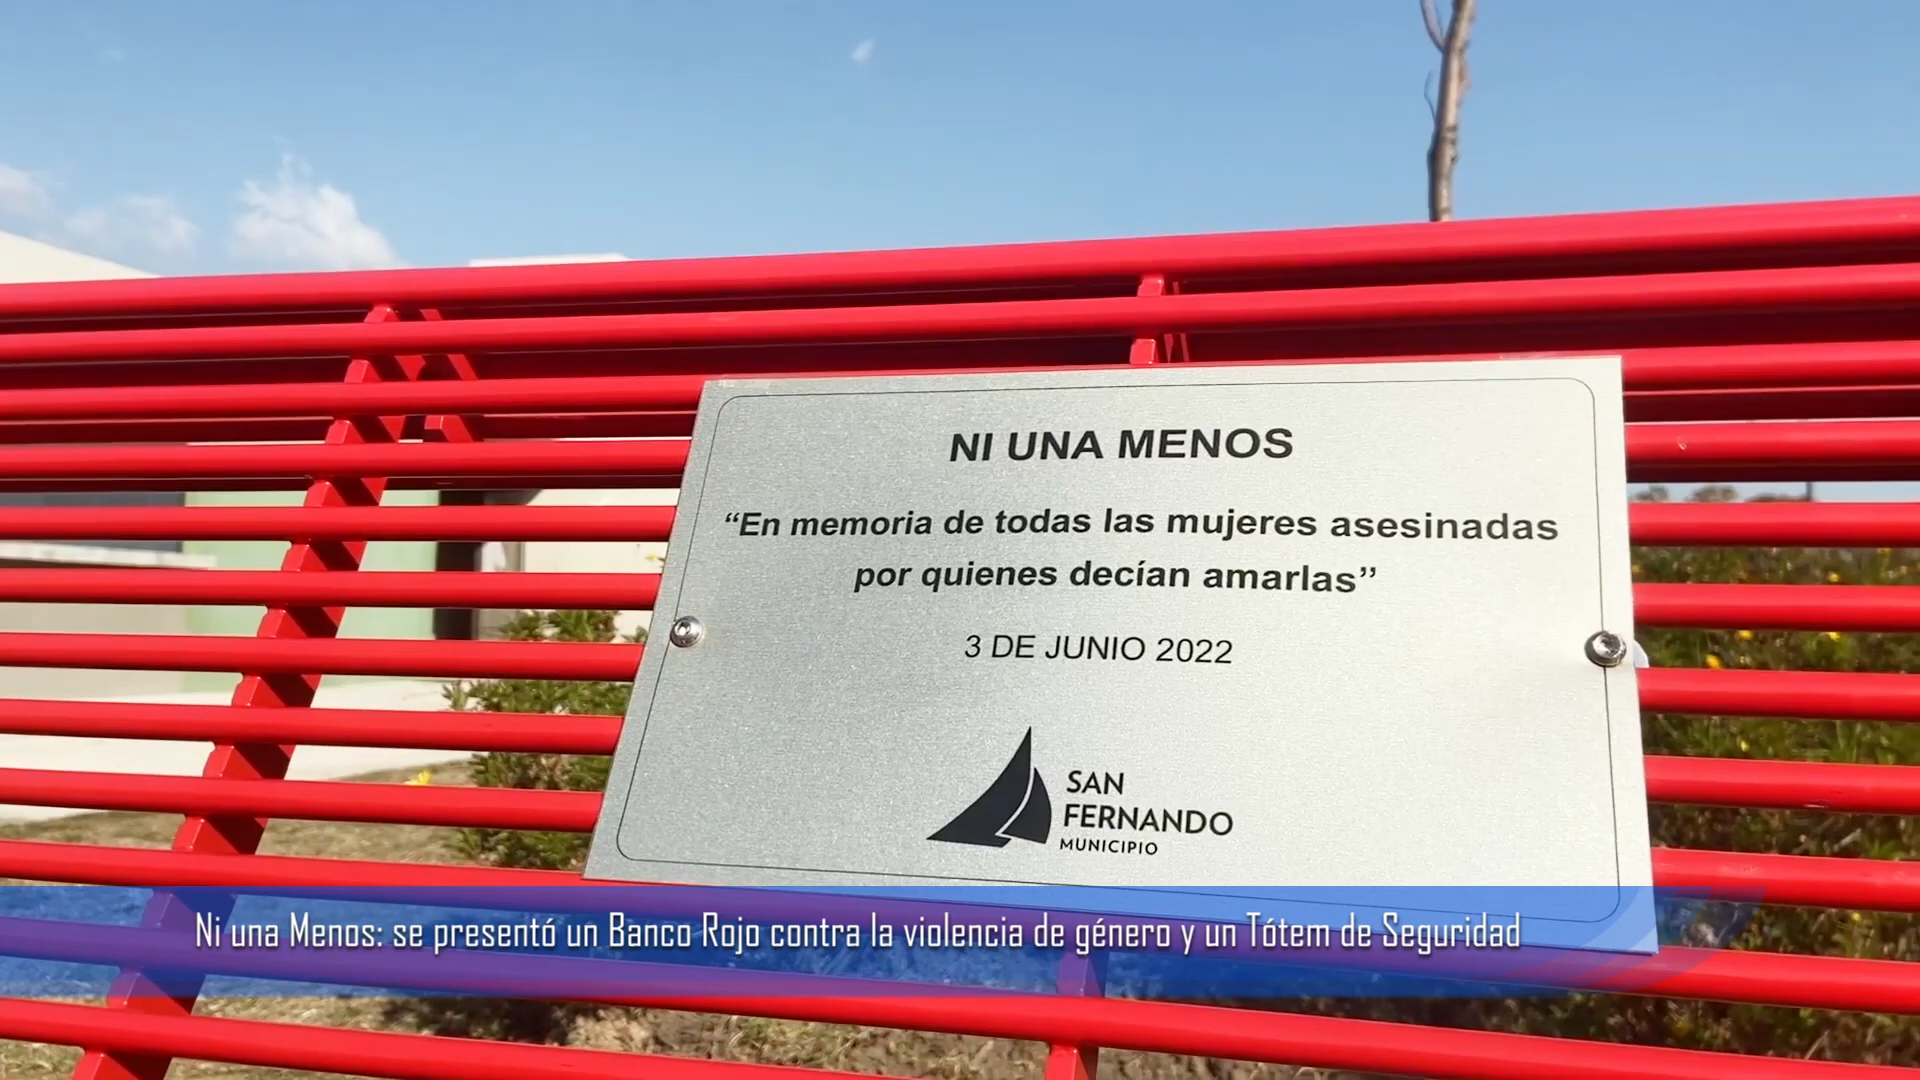 NI UNA MENOS
“En memoria de todas las mujeres asesinadas
por quienes decían amarlas”
3 DE JUNIO 2022
SAN
FERNANDO
MUNICIPIO
Ni una Menos: se presentó un Banco Rojo contra la violencia de género y un Tótem de Seguridad